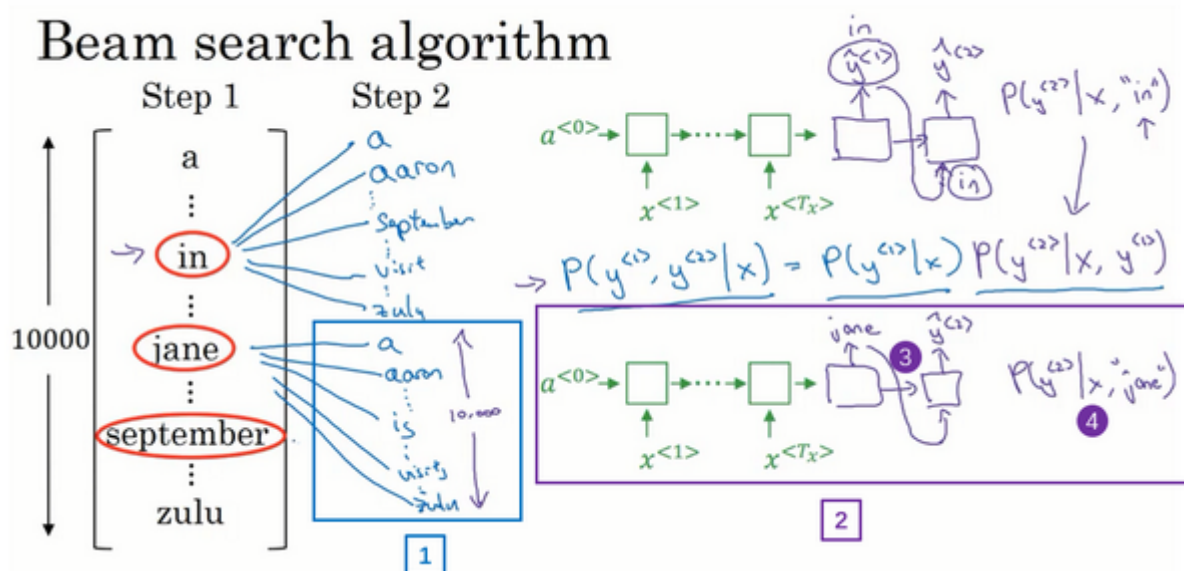 Beam search algorithm
Step 1
Step 2
10000
a
⋮
in
⋮
jane
⋮
september
⋮
zulu
a
aaron
⋮
September
⋮
visit
⋮
zulu
a
aaron
⋮
is
⋮
visits
⋮
zulu
10,000
1
in
ŷ<1>
ŷ<2>
a<0>
⋯
x<1>
x<Tx>
in
P(y<2>|x, "in")
P(y<1>, y<2>|x) = P(y<1>|x) P(y<2>|x, y<1>)
jane
ŷ<2>
3
a<0>
⋯
x<1>
x<Tx>
P(y<2>|x, "jane")
4
2